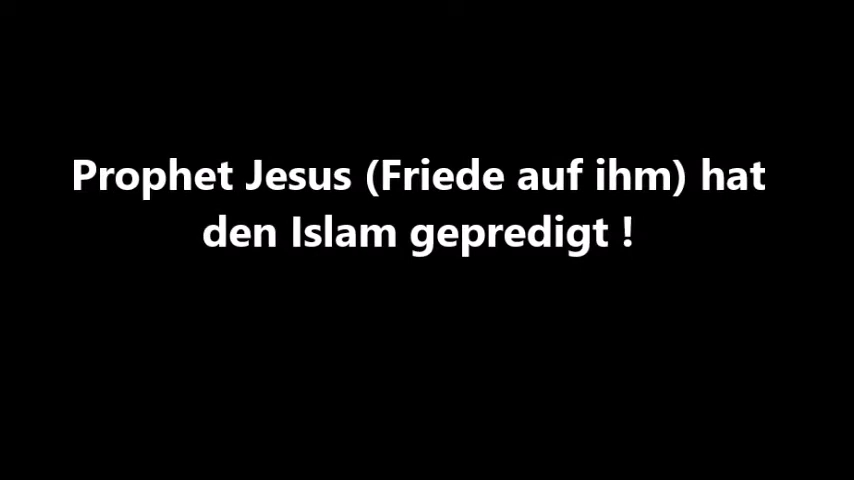 Prophet Jesus (Friede auf ihm) hat
den Islam gepredigt !